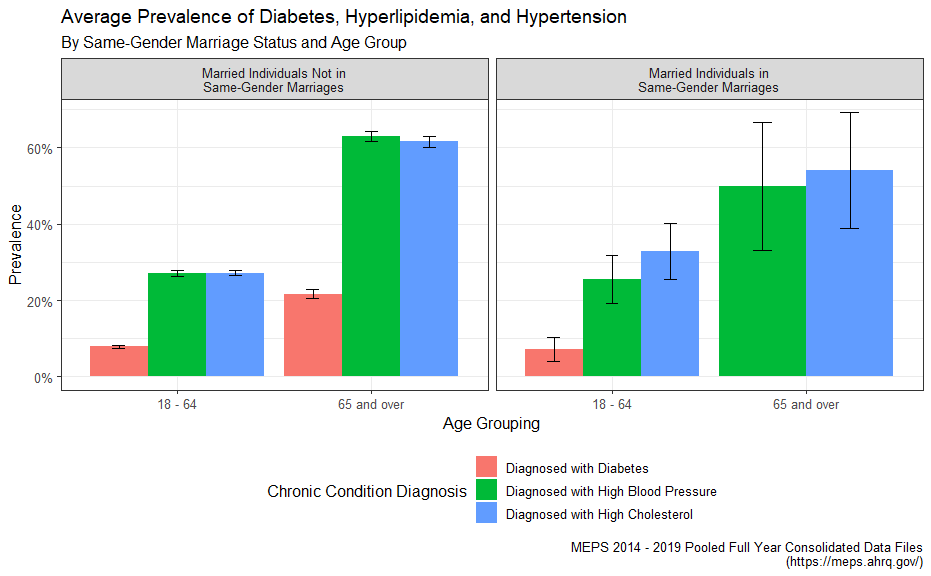 Average Prevalence of Diabetes, Hyperlipidemia, and Hypertension
By Same-Gender Marriage Status and Age Group
Married Individuals Not in
Same-Gender Marriages
Married Individuals in
Same-Gender Marriages
Prevalence
60%
40%
20%
0%
18 - 64
65 and over
18 - 64
65 and over
Age Grouping
Chronic Condition Diagnosis
Diagnosed with Diabetes
Diagnosed with High Blood Pressure
Diagnosed with High Cholesterol
MEPS 2014 - 2019 Pooled Full Year Consolidated Data Files
(https://meps.ahrq.gov/)